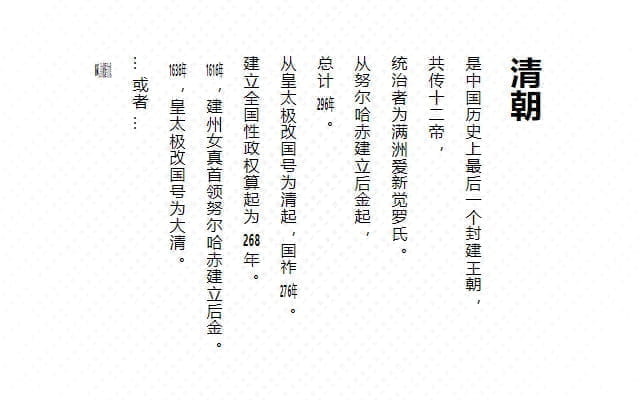 清朝
是中国历史上最后一个封建王朝，
共传十二帝，
统治者为满洲爱新觉罗氏。
从努尔哈赤建立后金起，
总计 296年。
从皇太极改国号为清起，国祚 276年。
建立全国性政权算起为 268 年。
1616年，建州女真首领努尔哈赤建立后金。
1636年，皇太极改国号为大清。
… 或者 …